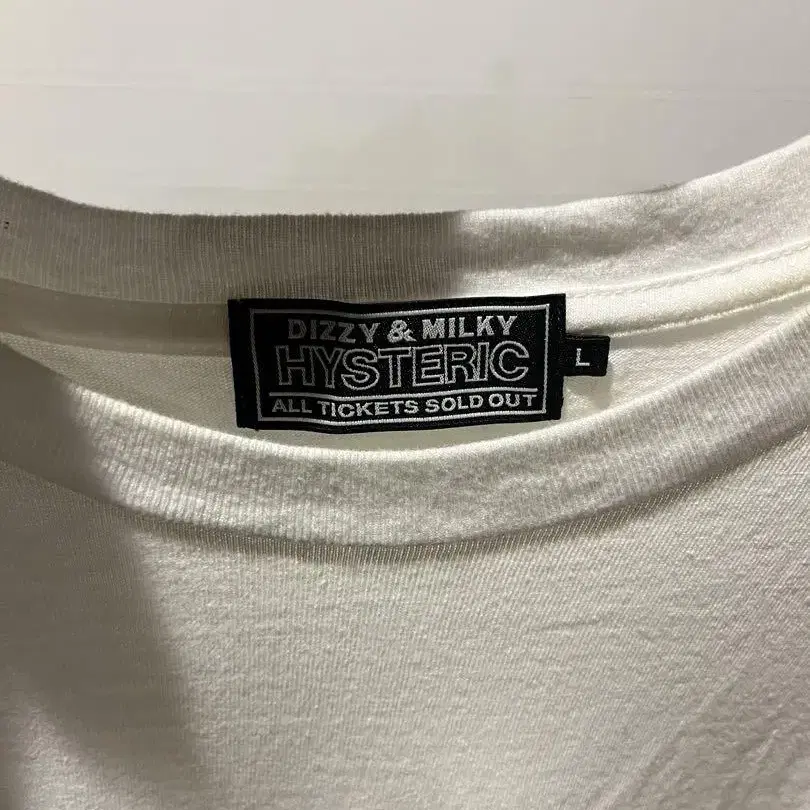 DIZZY & MILKY
HYSTERIC
L
ALL TICKETS SOLD OUT